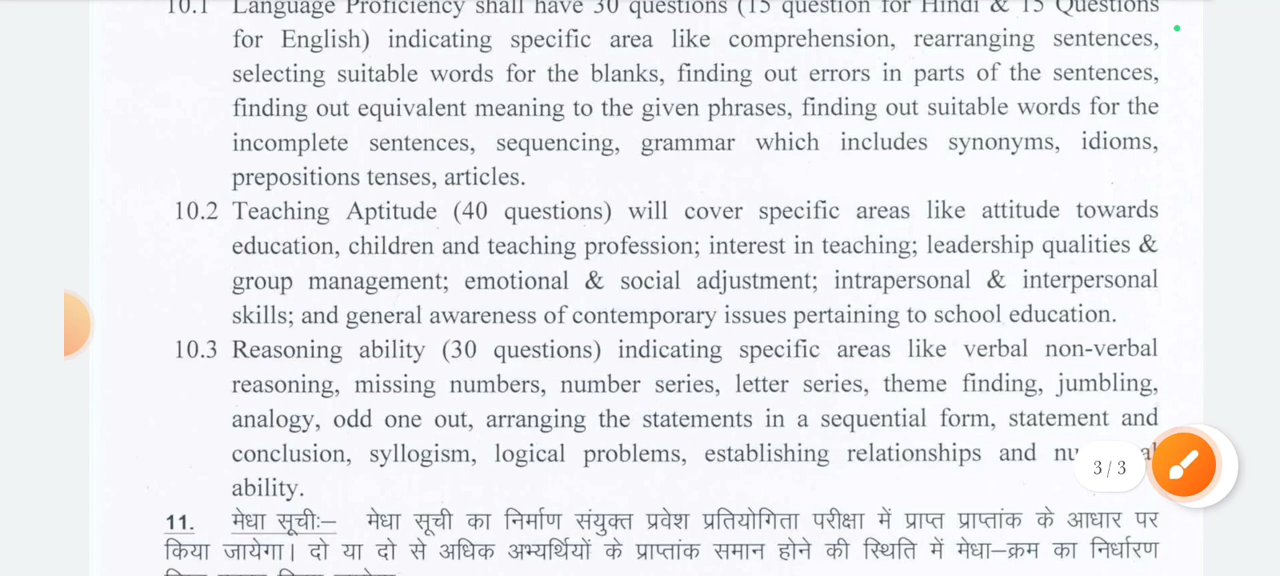 10.1 Language Proficiency shall have 30 questions (15 question for Hindi & 15 Questions
for English) indicating specific area like comprehension, rearranging sentences,
selecting suitable words for the blanks, finding out errors in parts of the sentences,
finding out equivalent meaning to the given phrases, finding out suitable words for the
incomplete sentences, sequencing, grammar which includes synonyms, idioms,
prepositions tenses, articles.
10.2 Teaching Aptitude (40 questions) will cover specific areas like attitude towards
education, children and teaching profession; interest in teaching; leadership qualities &
group management; emotional & social adjustment; intrapersonal & interpersonal
skills; and general awareness of contemporary issues pertaining to school education.
10.3 Reasoning ability (30 questions) indicating specific areas like verbal non-verbal
reasoning, missing numbers, number series, letter series, theme finding, jumbling,
analogy, odd one out, arranging the statements in a sequential form, statement and
conclusion, syllogism, logical problems, establishing relationships and
3/3
ability.
11. मेधा सूची:– मेधा सूची का निर्माण संयुक्त प्रवेश प्रतियोगिता परीक्षा में प्राप्त प्राप्तांक के आधार पर
किया जायेगा। दो या दो से अधिक अभ्यर्थियों के प्राप्तांक समान होने की स्थिति में मेधा–क्रम का निर्धारण